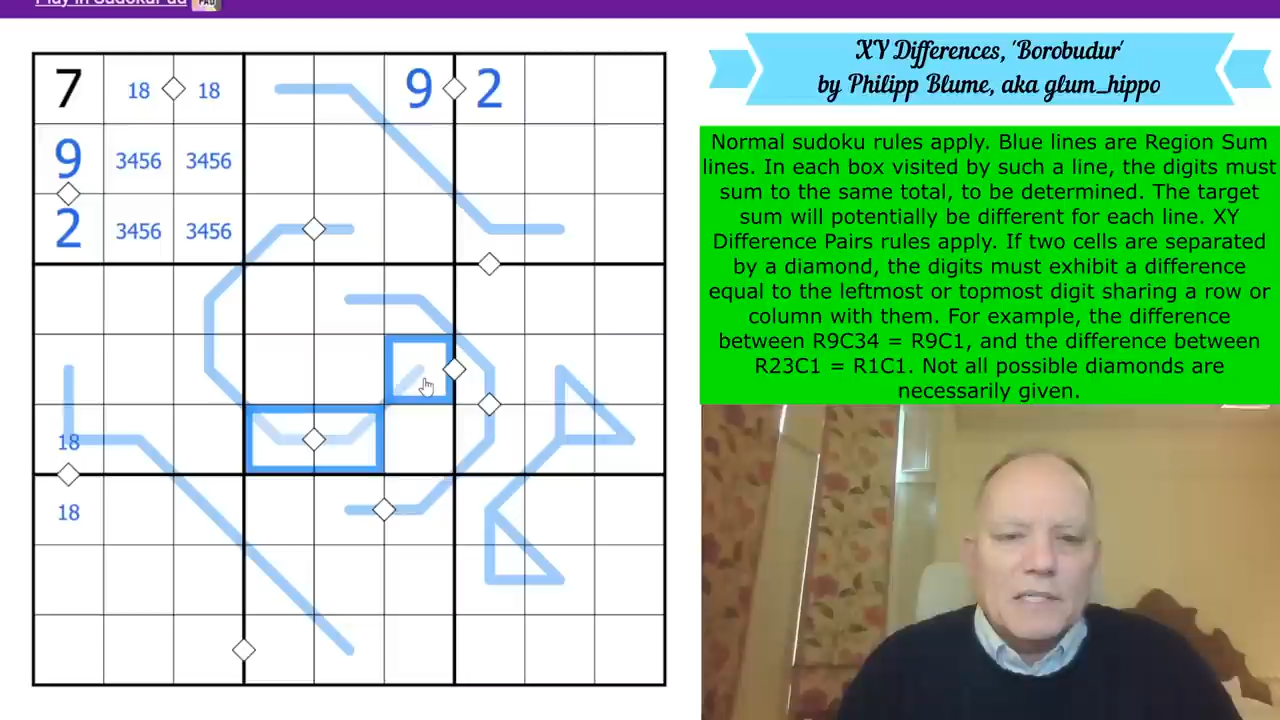 Play in SudokuPad
XY Differences, 'Borobudur'
by Philipp Blume, aka glum_hippo
7 18 18 9 2
9 3456 3456
2 3456 3456
18
18
Normal sudoku rules apply. Blue lines are Region Sum
lines. In each box visited by such a line, the digits must
sum to the same total, to be determined. The target
sum will potentially be different for each line. XY
Difference Pairs rules apply. If two cells are separated
by a diamond, the digits must exhibit a difference
equal to the leftmost or topmost digit sharing a row or
column with them. For example, the difference
between R9C34 = R9C1, and the difference between
R23C1 = R1C1. Not all possible diamonds are
necessarily given.